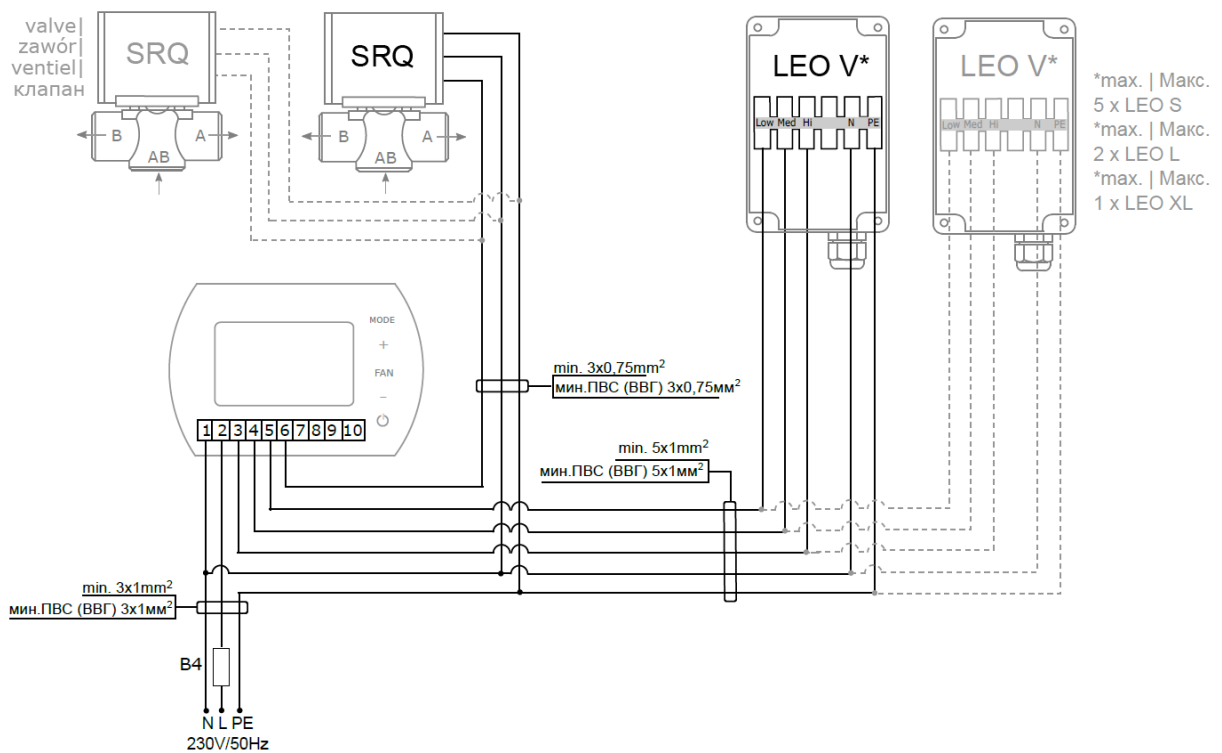 valve|
zawór|
ventiel|
клапан
SRQ
B
A
AB
SRQ
B
A
AB
LEO V*
Low Med Hi N PE
LEO V*
Low Med Hi N PE
*max. | Макс.
5 x LEO S
*max. | Макс.
2 x LEO L
*max. | Макс.
1 x LEO XL
MODE
+
FAN
−
1 2 3 4 5 6 7 8 9 10
min. 3x0,75mm²
мин.ПВС (ВВГ) 3x0,75мм²
min. 5x1mm²
мин.ПВС (ВВГ) 5x1мм²
min. 3x1mm²
мин.ПВС (ВВГ) 3x1мм²
B4
N L PE
230V/50Hz